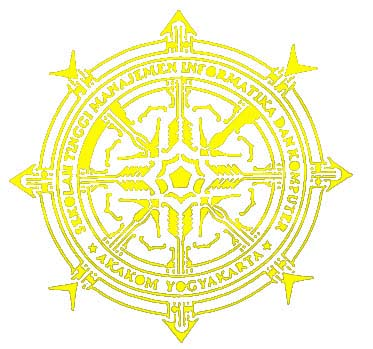 SEKOLAH TINGGI MANAJEMEN INFORMATIKA DAN KOMPUTER
AKAKOM YOGYAKARTA